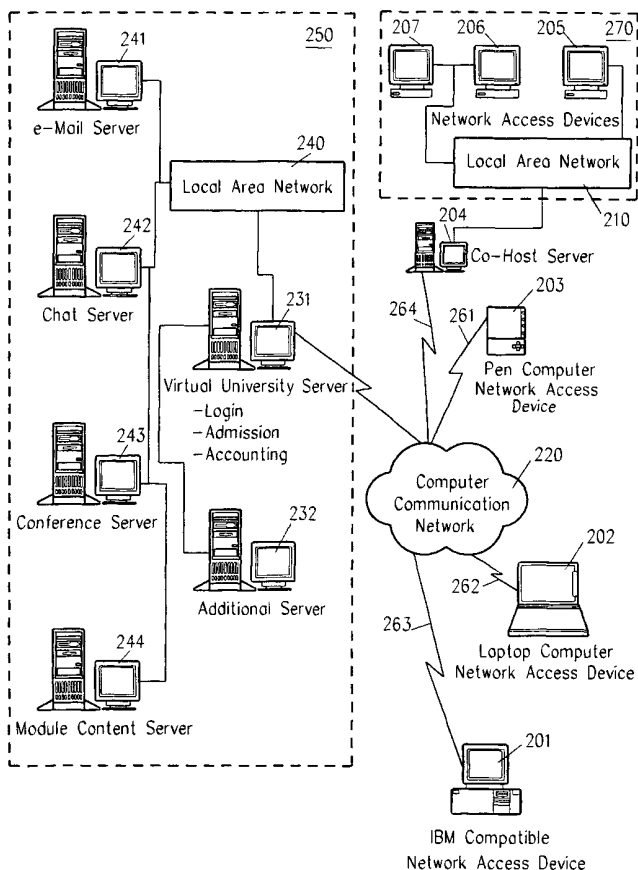 241
250
e-Mail Server
240
Local Area Network
242
Chat Server
231
Virtual University Server
-Login
-Admission
-Accounting
243
Conference Server
232
Additional Server
244
Module Content Server
207
206
205
270
Network Access Devices
Local Area Network
210
204
Co-Host Server
264
261
203
Pen Computer
Network Access
Device
220
Computer
Communication
Network
202
262
Laptop Computer
Network Access Device
263
201
IBM Compatible
Network Access Device